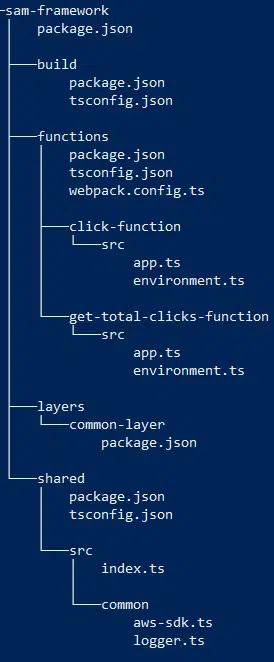 sam-framework
package.json
build
package.json
tsconfig.json
functions
package.json
tsconfig.json
webpack.config.ts
click-function
src
app.ts
environment.ts
get-total-clicks-function
src
app.ts
environment.ts
layers
common-layer
package.json
shared
package.json
tsconfig.json
src
index.ts
common
aws-sdk.ts
logger.ts